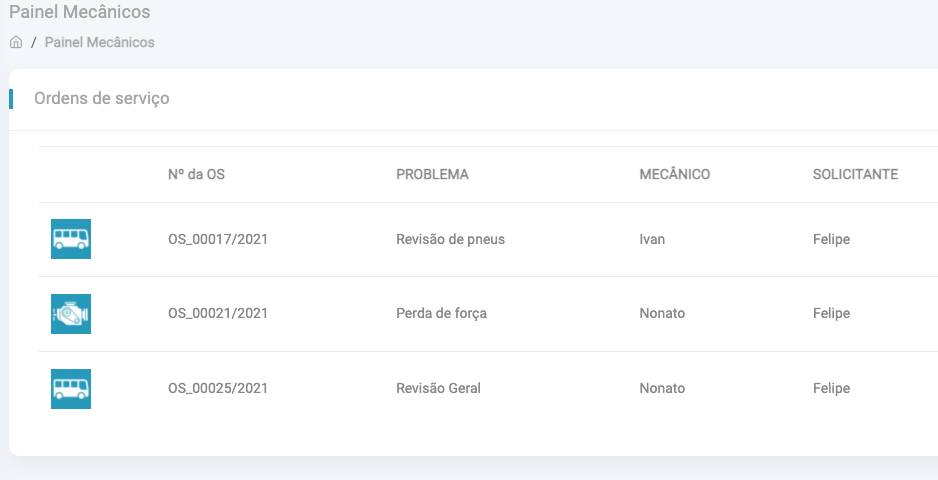 Painel Mecânicos
/ Painel Mecânicos
Ordens de serviço
Nº da OS PROBLEMA MECÂNICO SOLICITANTE
OS_00017/2021 Revisão de pneus Ivan Felipe
OS_00021/2021 Perda de força Nonato Felipe
OS_00025/2021 Revisão Geral Nonato Felipe